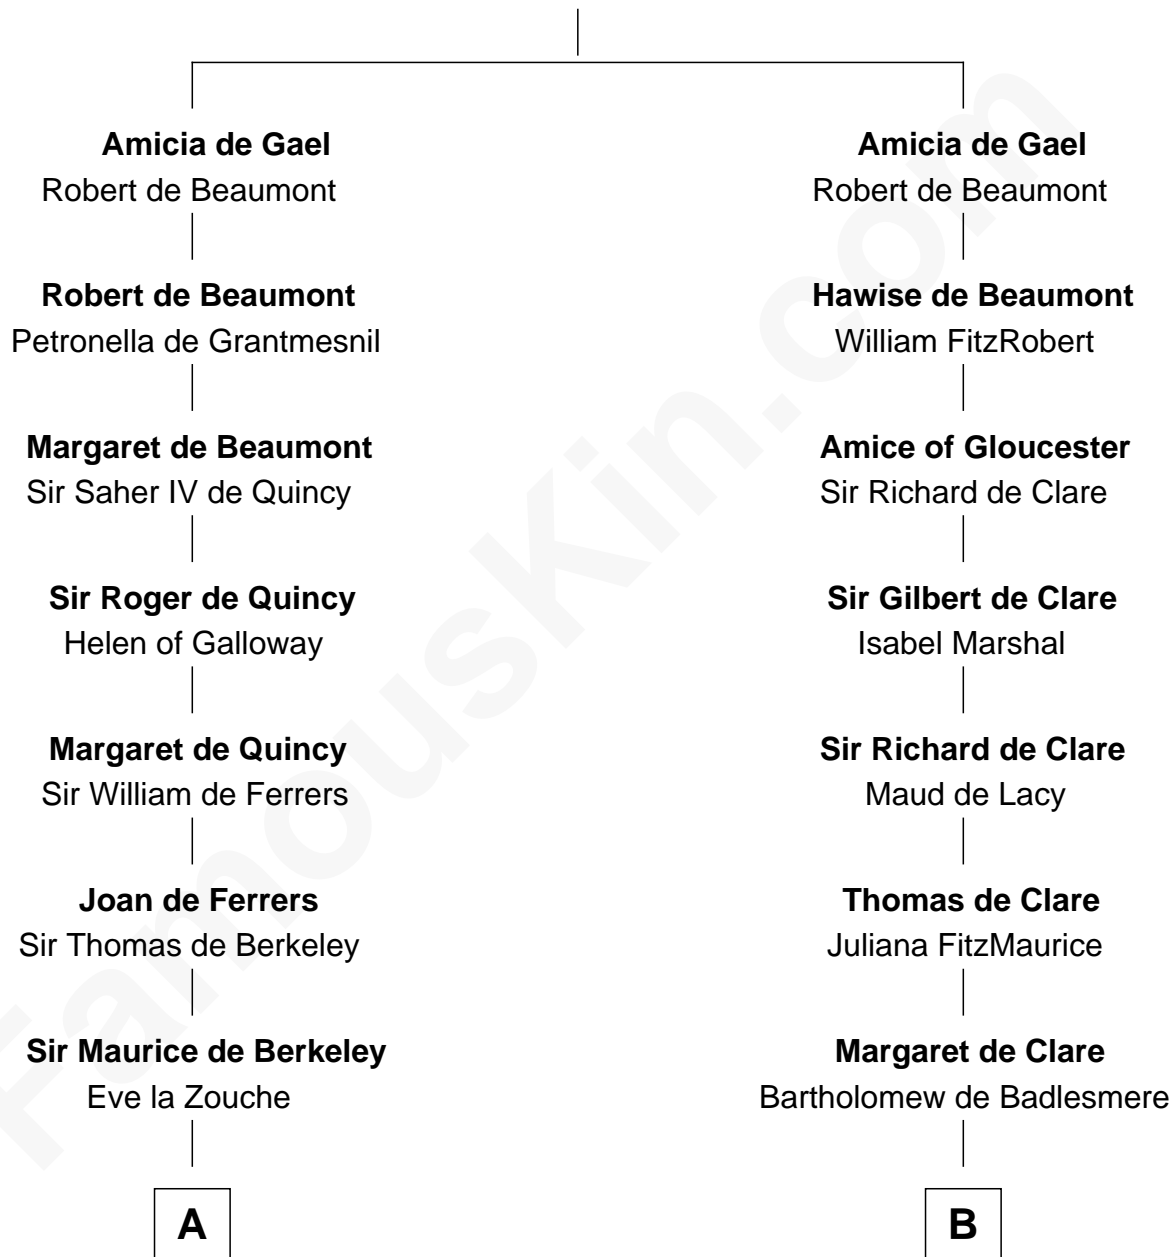 Amicia de Gael
Robert de Beaumont
Robert de Beaumont
Petronella de Grantmesnil
Margaret de Beaumont
Sir Saher IV de Quincy
Sir Roger de Quincy
Helen of Galloway
Margaret de Quincy
Sir William de Ferrers
Joan de Ferrers
Sir Thomas de Berkeley
Sir Maurice de Berkeley
Eve la Zouche
A
Amicia de Gael
Robert de Beaumont
Hawise de Beaumont
William FitzRobert
Amice of Gloucester
Sir Richard de Clare
Sir Gilbert de Clare
Isabel Marshal
Sir Richard de Clare
Maud de Lacy
Thomas de Clare
Juliana FitzMaurice
Margaret de Clare
Bartholomew de Badlesmere
B
FamousKin.com